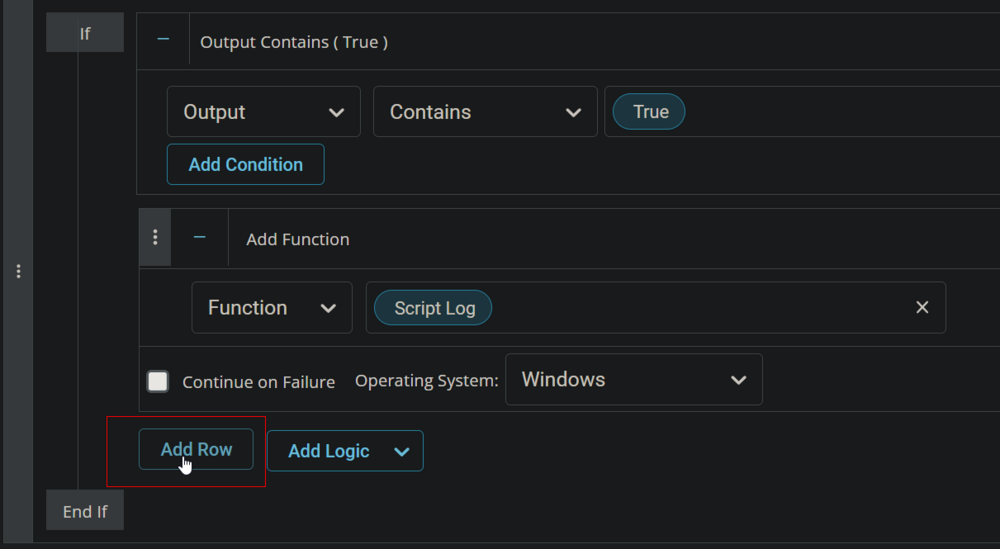 If
Output Contains ( True )
Output Contains True
Add Condition
Add Function
Function Script Log
Continue on Failure Operating System: Windows
Add Row Add Logic
End If